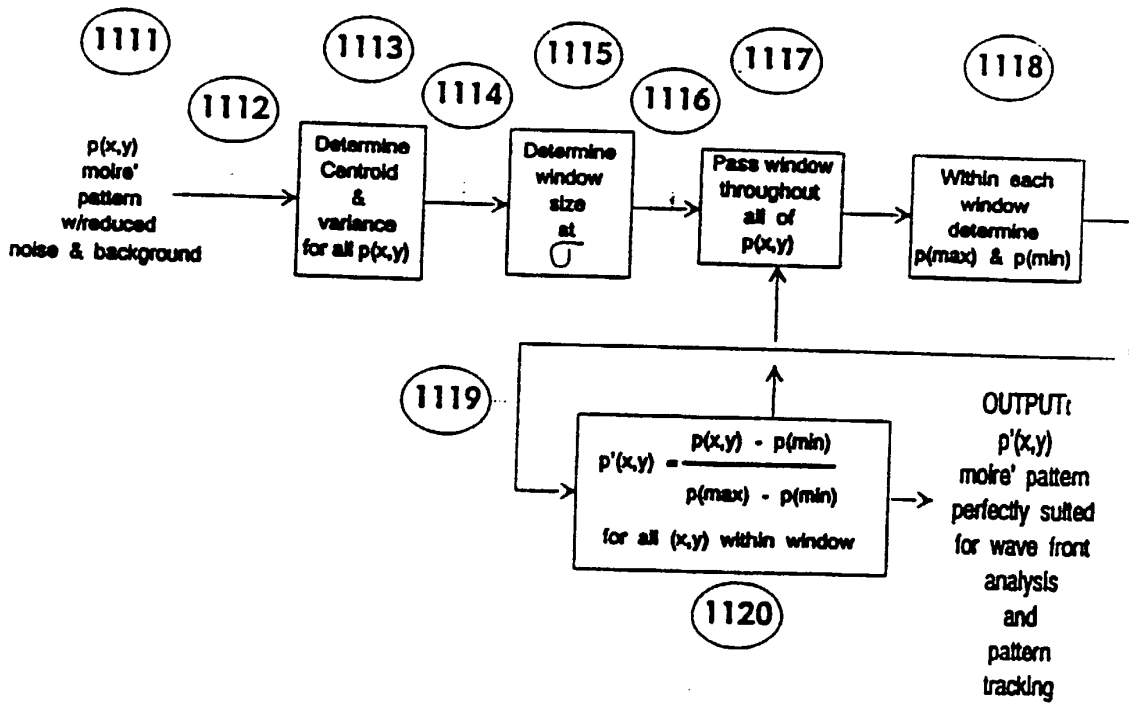 1111
1112
1113
1114
1115
1116
1117
1118
p(x,y)
moire'
pattern
w/reduced
noise & background
Determine
Centroid
&
variance
for all p(x,y)
Determine
window
size
at
σ
Pass window
throughout
all of
p(x,y)
Within each
window
determine
p(max) & p(min)
1119
p'(x,y) = p(x,y) - p(min)
p(max) - p(min)
for all (x,y) within window
1120
OUTPUT:
p'(x,y)
moire' pattern
perfectly suited
for wave front
analysis
and
pattern
tracking